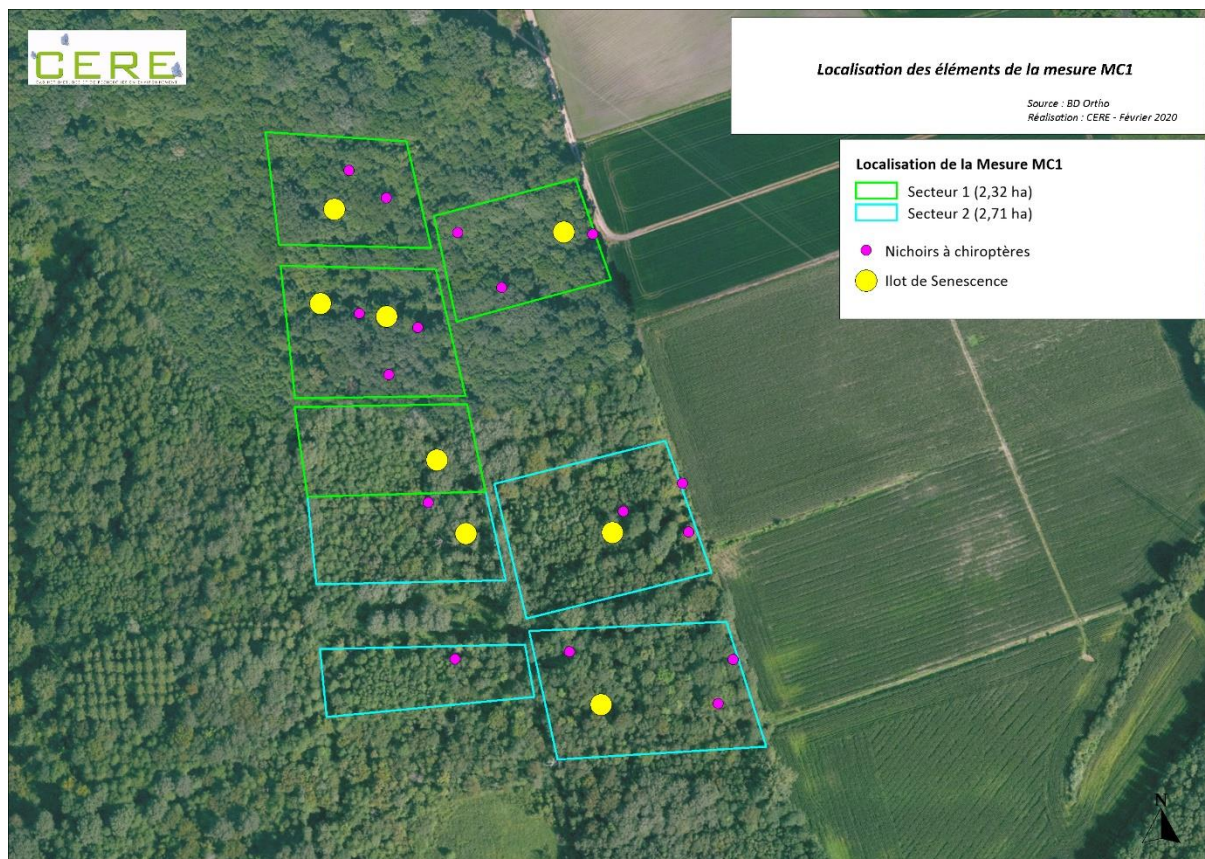 CERE
Localisation des éléments de la mesure MC1
Source : BD Ortho
Réalisation : CERE - Février 2020
Localisation de la Mesure MC1
Secteur 1 (2,32 ha)
Secteur 2 (2,71 ha)
Nichoirs à chiroptères
Ilot de Senescence
N